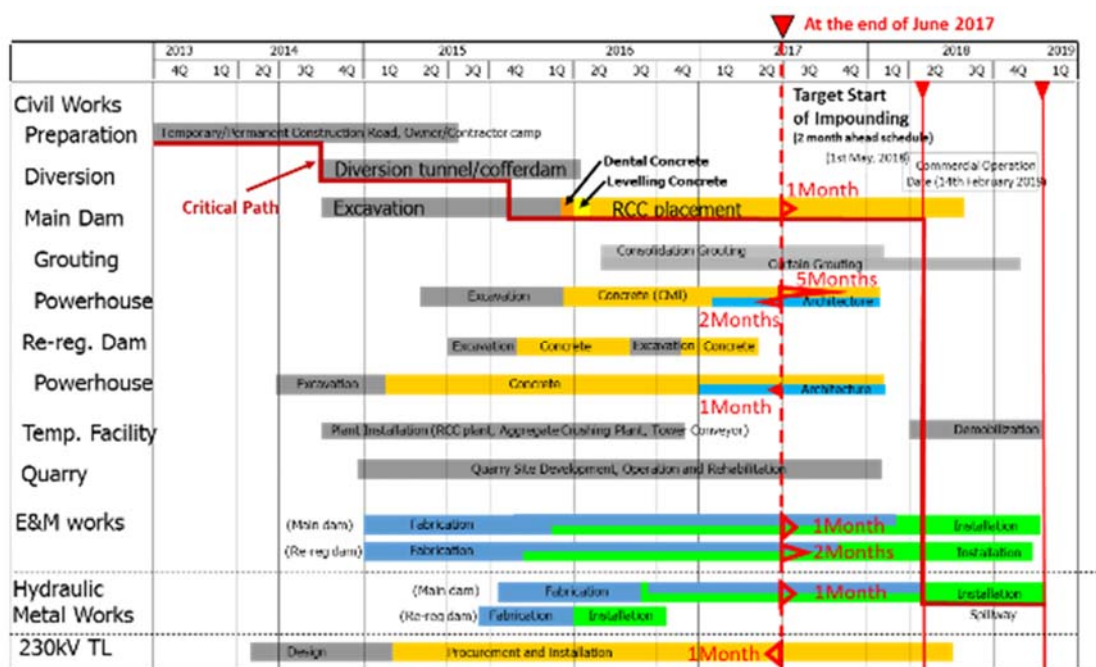 At the end of June 2017
2013 2014 2015 2016 2017 2018 2019
4Q 1Q 2Q 3Q 4Q 1Q 2Q 3Q 4Q 1Q 2Q 3Q 4Q 1Q 2Q 3Q 4Q 1Q 2Q 4Q 1Q
Civil Works
Target Start
of Impounding
(2 month ahead schedule)
(1st May, 2018)
Preparation
Temporary/Permanent Construction Road, Owner/Contractor camp
Commercial Operation
Date (14th February 2019)
Diversion
Diversion tunnel/cofferdam
Dental Concrete
Levelling Concrete
Critical Path
Main Dam
Excavation
RCC placement
1Month
Grouting
Consolidation Grouting
Curtain Grouting
5Months
Powerhouse
Excavation
Concrete (Civil)
Architecture
2Months
Re-reg. Dam
Excavation
Concrete
Excavation
Concrete
Powerhouse
Excavation
Concrete
Architecture
1Month
Temp. Facility
Plant Installation (RCC plant, Aggregate Crushing Plant, Tower Conveyor)
Demobilization
Quarry
Quarry Site Development, Operation and Rehabilitation
E&M works
(Main dam)
Fabrication
1Month
Installation
(Re-reg dam)
Fabrication
2Months
Installation
Hydraulic
Metal Works
(Main dam)
Fabrication
1Month
Installation
(Re-reg dam)
Fabrication
Installation
Spillway
230kV TL
Design
Procurement and Installation
1Month